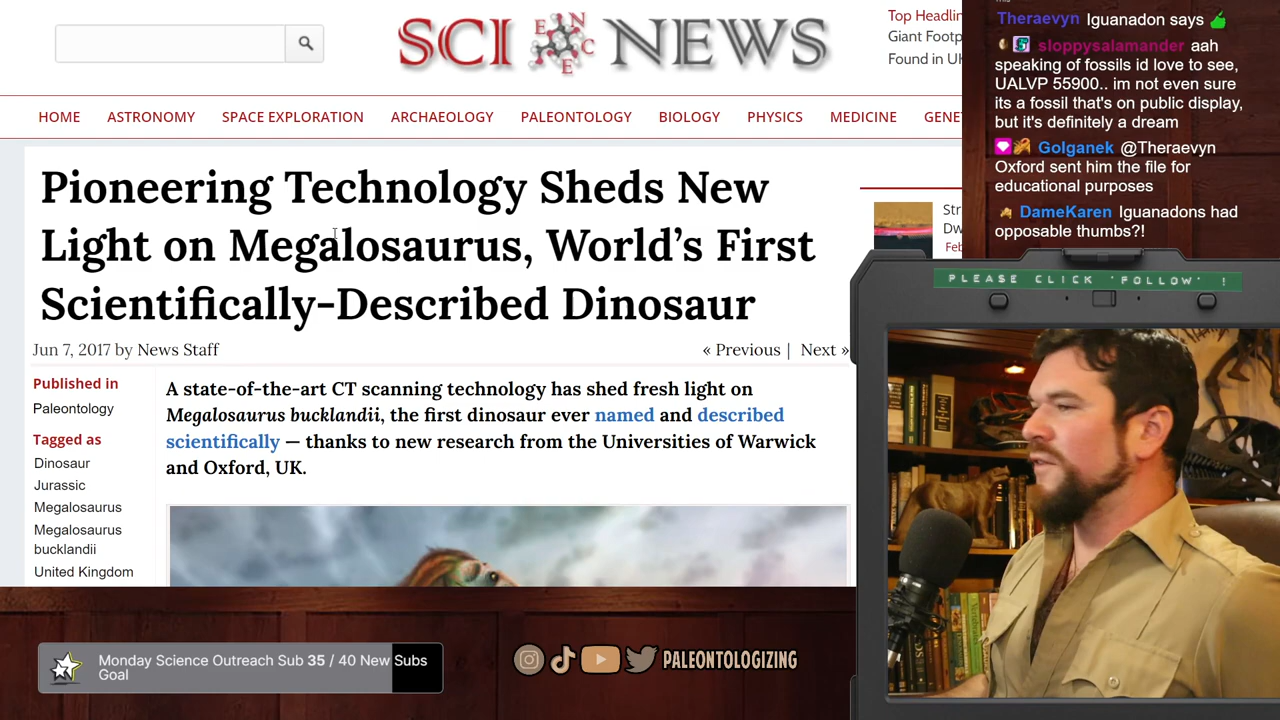 SCI ENCE NEWS
Top Headlin
Giant Footp
Found in UK
HOME ASTRONOMY SPACE EXPLORATION ARCHAEOLOGY PALEONTOLOGY BIOLOGY PHYSICS MEDICINE GENE
Pioneering Technology Sheds New
Light on Megalosaurus, World's First
Scientifically-Described Dinosaur
Jun 7, 2017 by News Staff
« Previous | Next »
Published in
Paleontology
Tagged as
Dinosaur
Jurassic
Megalosaurus
Megalosaurus
bucklandii
United Kingdom
A state-of-the-art CT scanning technology has shed fresh light on
Megalosaurus bucklandii, the first dinosaur ever named and described
scientifically — thanks to new research from the Universities of Warwick
and Oxford, UK.
Str
Dw
Feb
Theraevyn Iguanadon says
sloppysalamander aah
speaking of fossils id love to see,
UALVP 55900.. im not even sure
its a fossil that's on public display,
but it's definitely a dream
Golganek @Theraevyn
Oxford sent him the file for
educational purposes
DameKaren Iguanadons had
opposable thumbs?!
PLEASE CLICK 'FOLLOW' !
Monday Science Outreach Sub 35 / 40 New Subs
Goal
PALEONTOLOGIZING